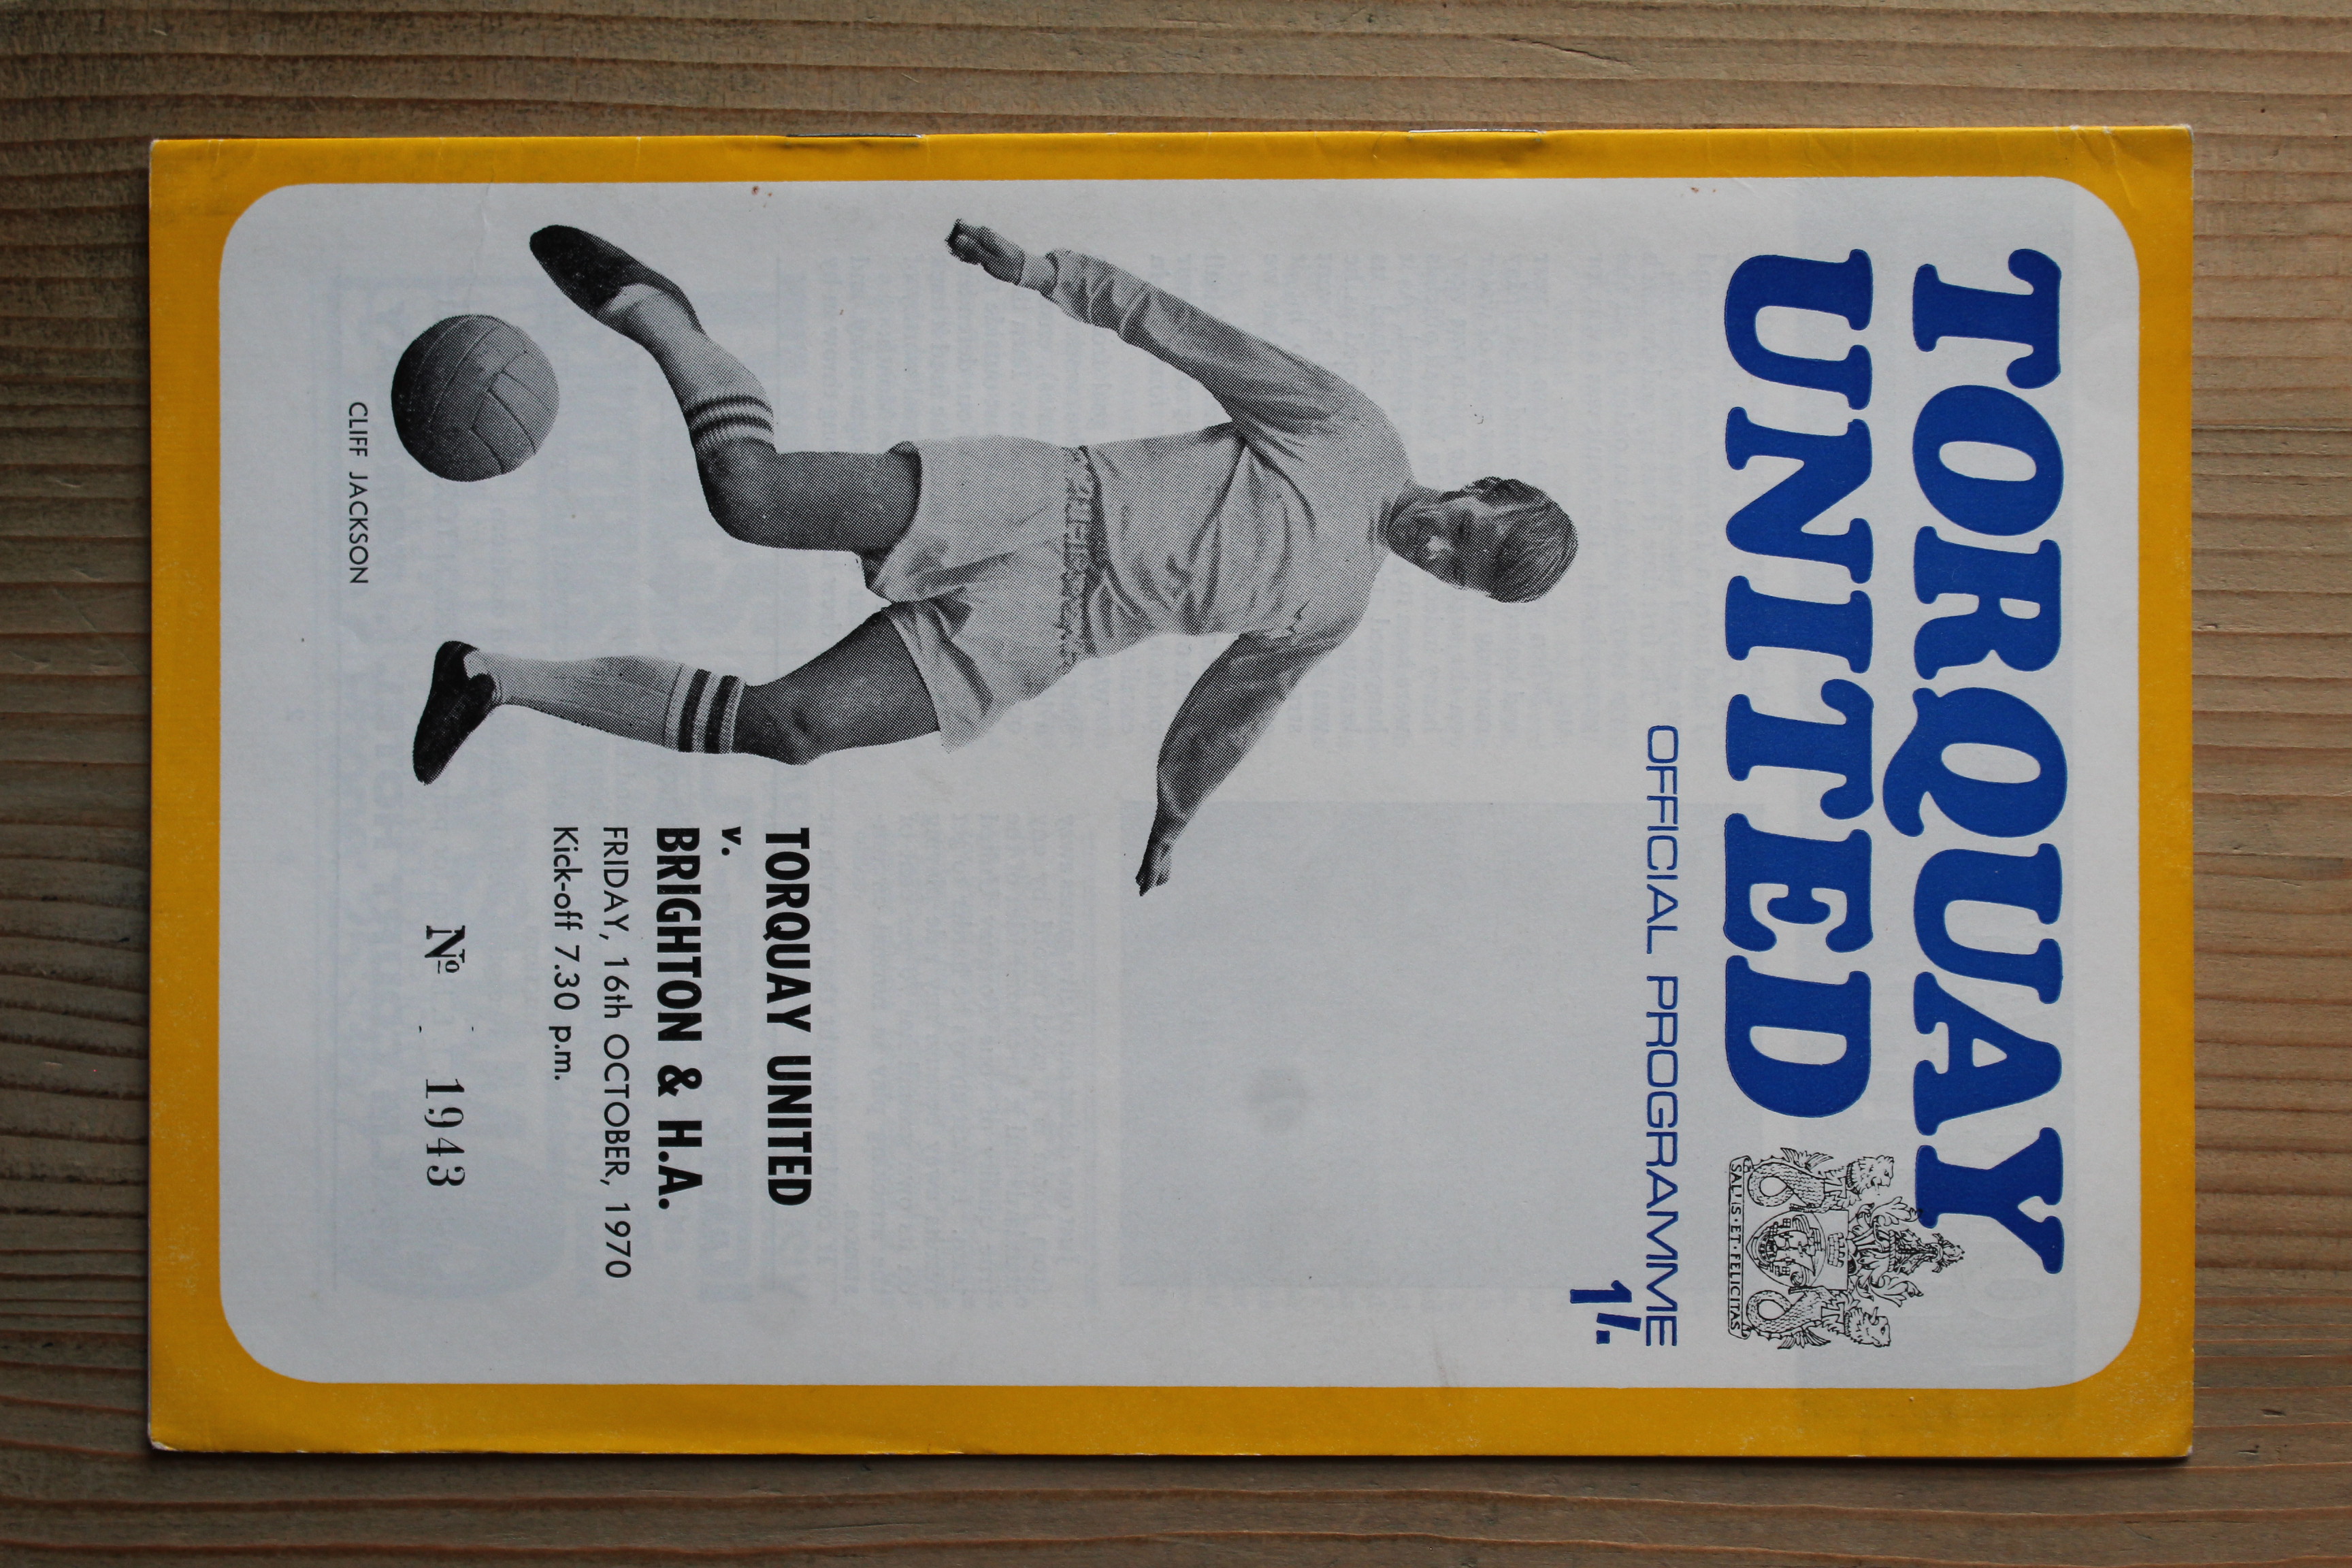 TORQUAY
UNITED
SALUS·ET·FELICITAS
OFFICIAL PROGRAMME
1/-
TORQUAY UNITED
v.
BRIGHTON & H.A.
FRIDAY, 16th OCTOBER, 1970
Kick-off 7.30 p.m.
Nº 1943
CLIFF JACKSON